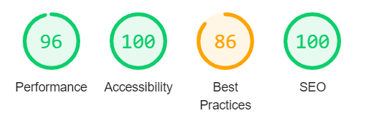 96 100 86 100
Performance Accessibility Best Practices SEO